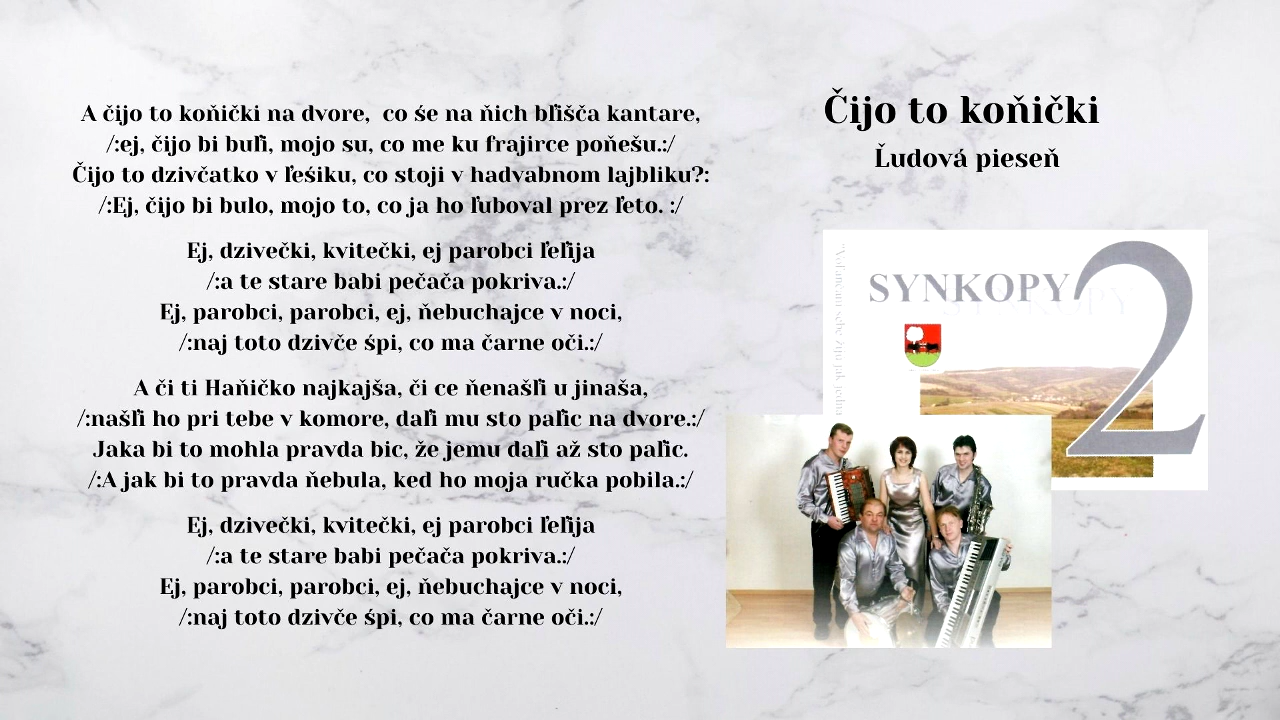 A čijo to koňički na dvore, co śe na ňich bľišča kantare,
/:ej, čijo bi buľi, mojo su, co me ku frajirce poňešu.:/
Čijo to dzivčatko v ľeśiku, co stoji v hadvabnom lajbliku?:
/:Ej, čijo bi bulo, mojo to, co ja ho ľuboval prez ľeto. :/
Ej, dzivečki, kvitečki, ej parobci ľeľija
/:a te stare babi pečača pokriva.:/
Ej, parobci, parobci, ej, ňebuchajce v noci,
/:naj toto dzivče śpi, co ma čarne oči.:/
A či ti Haňičko najkajša, či ce ňenašľi u jinaša,
/:našľi ho pri tebe v komore, daľi mu sto paľic na dvore.:/
Jaka bi to mohla pravda bic, že jemu daľi až sto paľic.
/:A jak bi to pravda ňebula, ked ho moja ručka pobila.:/
Ej, dzivečki, kvitečki, ej parobci ľeľija
/:a te stare babi pečača pokriva.:/
Ej, parobci, parobci, ej, ňebuchajce v noci,
/:naj toto dzivče śpi, co ma čarne oči.:/
Čijo to koňički
Ľudová pieseň
SYNKOPY 2